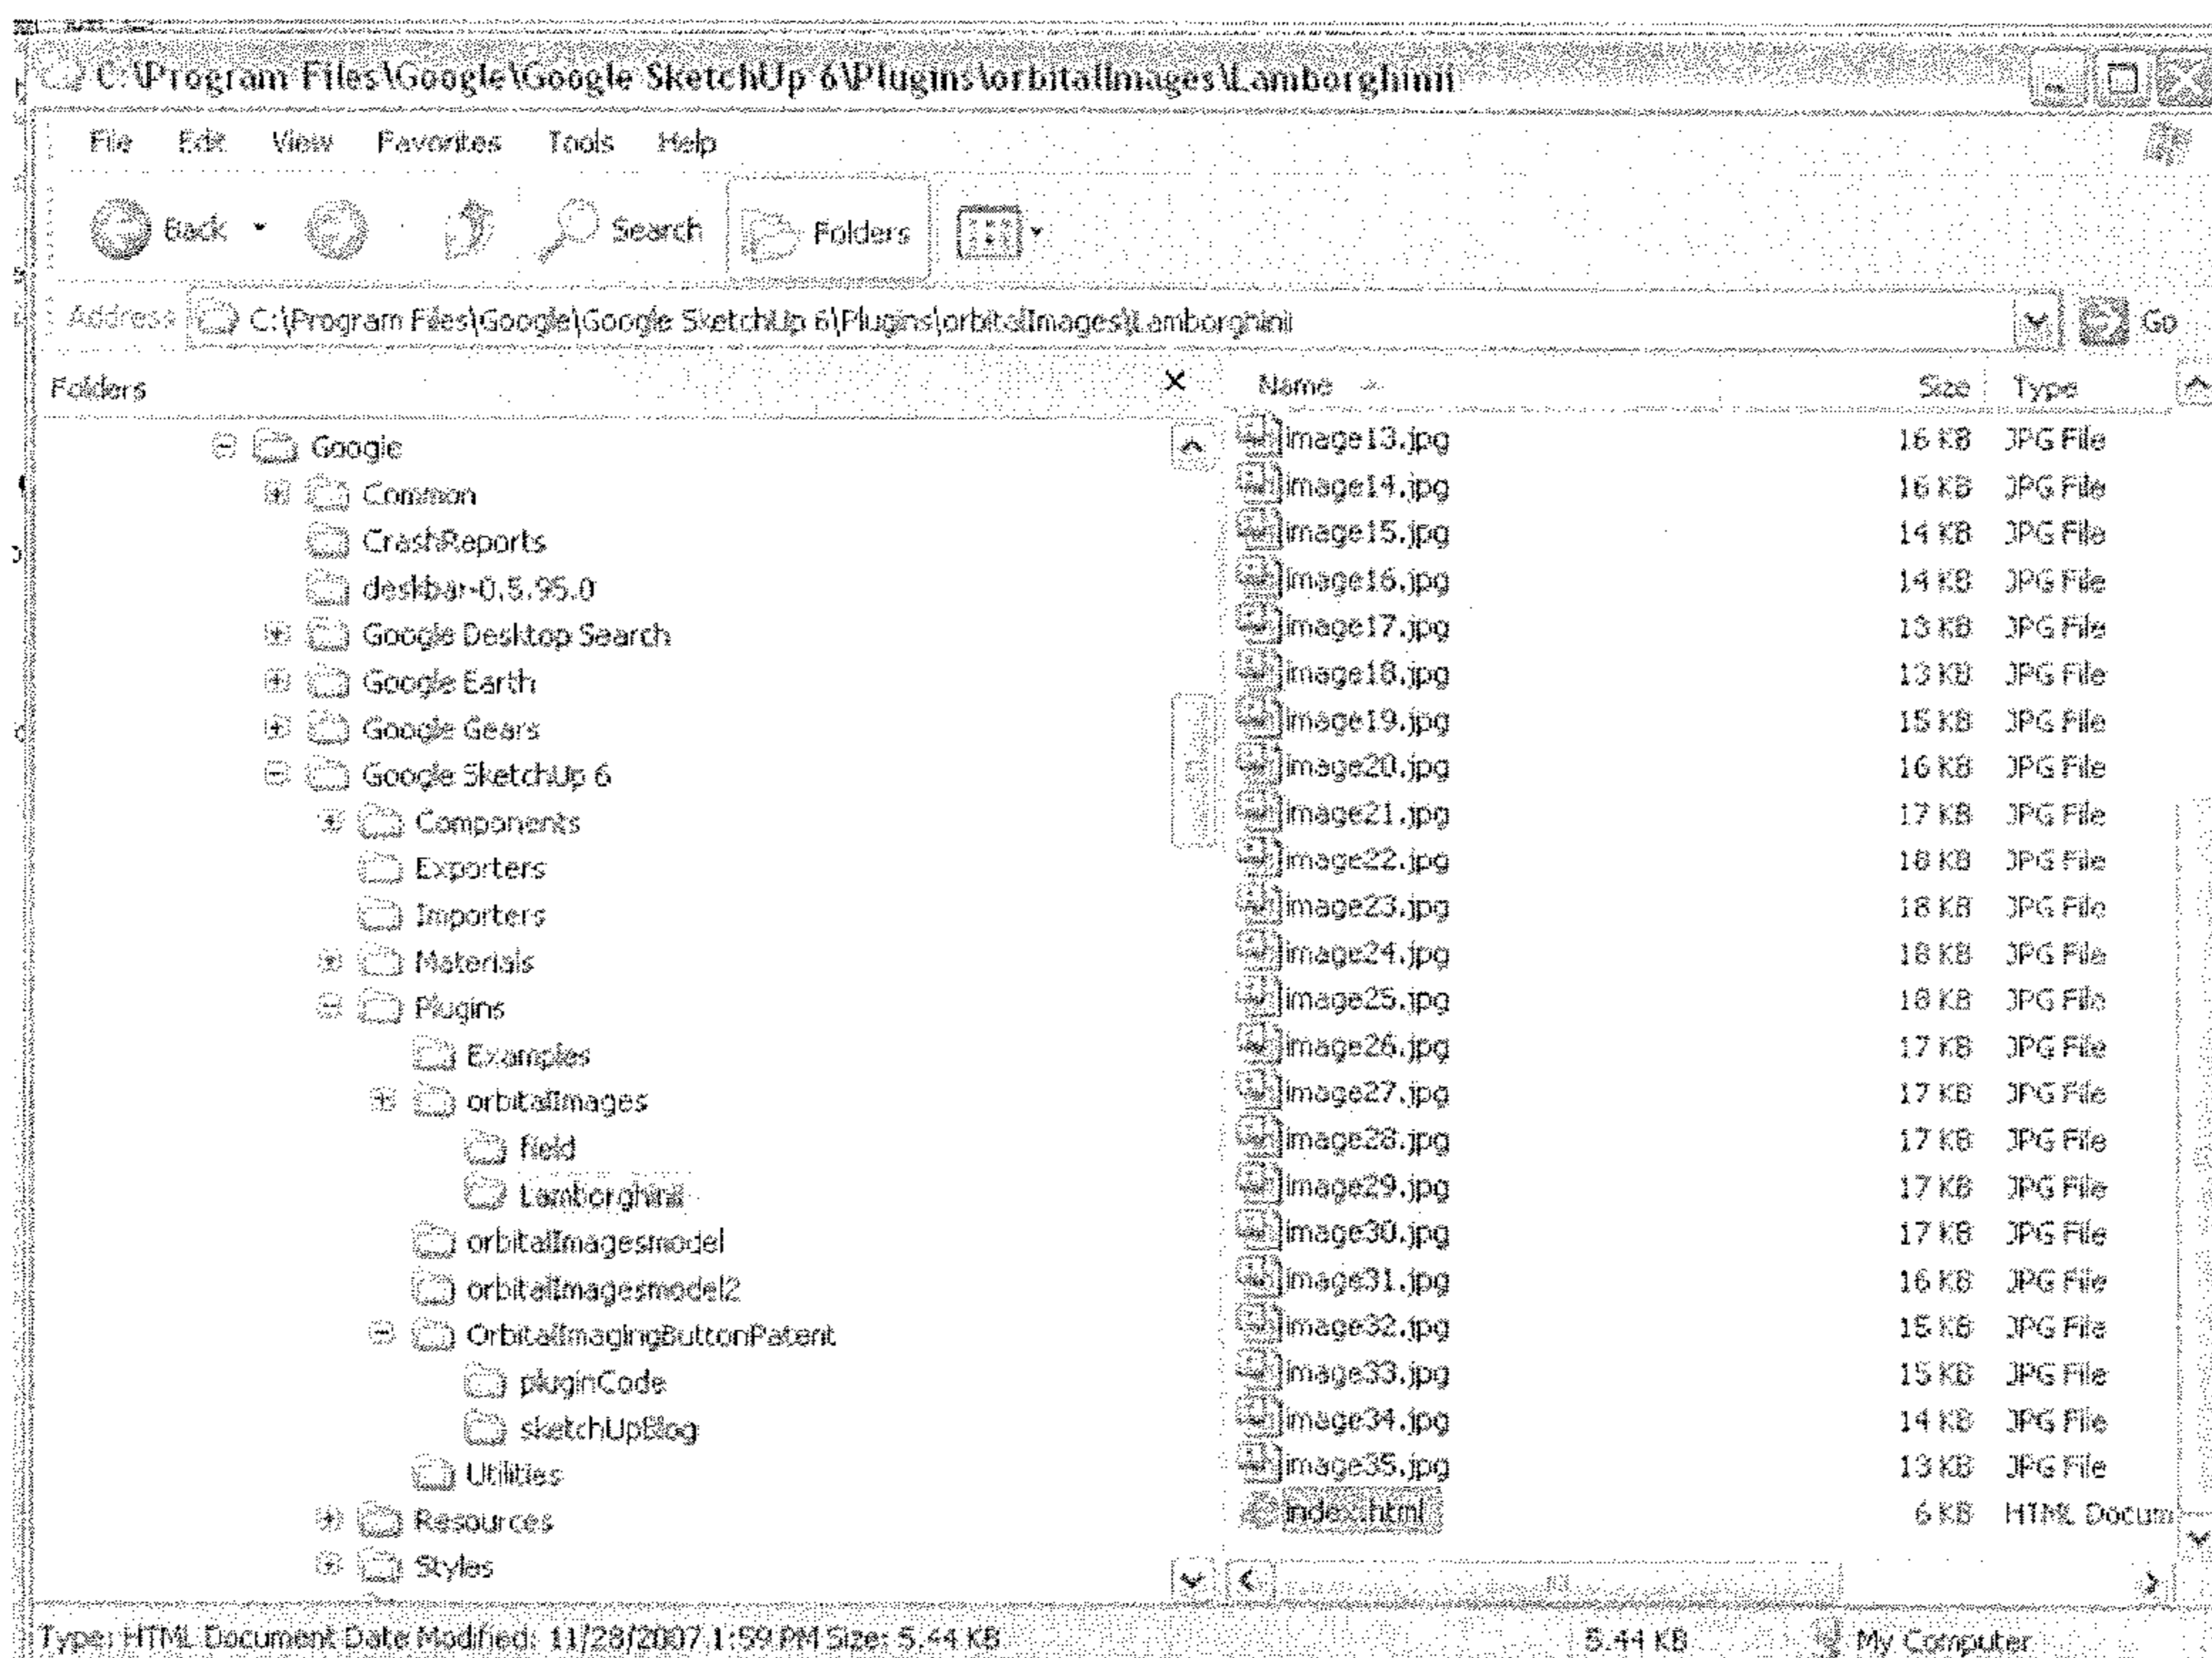 C:\Program Files\Google\Google SketchUp 6\Plugins\orbitalImages\Lamborghinii
File Edit View Favorites Tools Help
Back Search Folders
Address C:\Program Files\Google\Google SketchUp 6\Plugins\orbitalImages\Lamborghinii Go
Folders
Google
Common
CrashReports
deskbar-0.5.95.0
Google Desktop Search
Google Earth
Google Gears
Google SketchUp 6
Components
Exporters
Importers
Materials
Plugins
Examples
orbitalImages
field
Lamborghinii
orbitalImagesmodel
orbitalImagesmodel2
OrbitalImagingButtonPatent
pluginCode
sketchUpBlog
Utilities
Resources
Styles
Name Size Type
image13.jpg 16 KB JPG File
image14.jpg 16 KB JPG File
image15.jpg 14 KB JPG File
image16.jpg 14 KB JPG File
image17.jpg 13 KB JPG File
image18.jpg 13 KB JPG File
image19.jpg 15 KB JPG File
image20.jpg 16 KB JPG File
image21.jpg 17 KB JPG File
image22.jpg 18 KB JPG File
image23.jpg 18 KB JPG File
image24.jpg 18 KB JPG File
image25.jpg 18 KB JPG File
image26.jpg 17 KB JPG File
image27.jpg 17 KB JPG File
image28.jpg 17 KB JPG File
image29.jpg 17 KB JPG File
image30.jpg 17 KB JPG File
image31.jpg 16 KB JPG File
image32.jpg 15 KB JPG File
image33.jpg 15 KB JPG File
image34.jpg 14 KB JPG File
image35.jpg 13 KB JPG File
index.html 6 KB HTML Docum
Type: HTML Document Date Modified: 11/28/2007 1:59 PM Size: 5.44 KB 5.44 KB My Computer